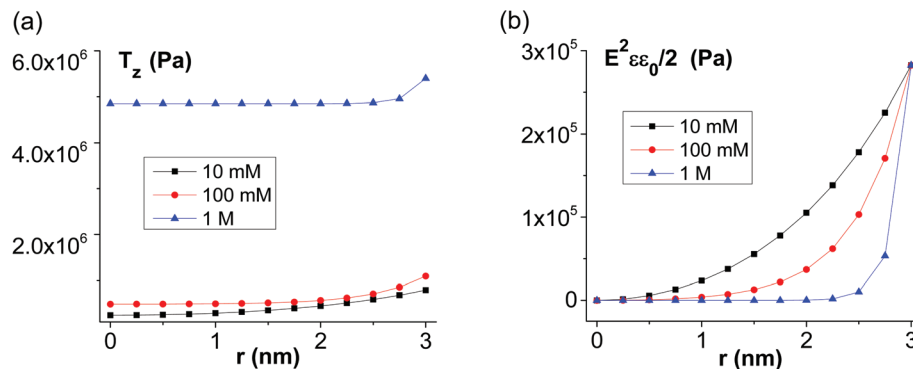 (a)
T_z (Pa)
6.0x10^6
4.0x10^6
2.0x10^6
10 mM
100 mM
1 M
0 1 2 3
r (nm)
(b)
E^2εε_0/2 (Pa)
3x10^5
2x10^5
1x10^5
0
10 mM
100 mM
1 M
0 1 2 3
r (nm)